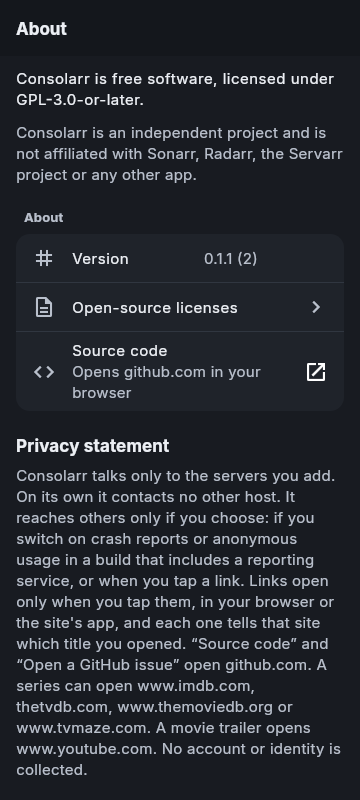 About
Consolarr is free software, licensed under
GPL-3.0-or-later.
Consolarr is an independent project and is
not affiliated with Sonarr, Radarr, the Servarr
project or any other app.
About
Version 0.1.1 (2)
Open-source licenses
Source code
Opens github.com in your
browser
Privacy statement
Consolarr talks only to the servers you add.
On its own it contacts no other host. It
reaches others only if you choose: if you
switch on crash reports or anonymous
usage in a build that includes a reporting
service, or when you tap a link. Links open
only when you tap them, in your browser or
the site's app, and each one tells that site
which title you opened. “Source code” and
“Open a GitHub issue” open github.com. A
series can open www.imdb.com,
thetvdb.com, www.themoviedb.org or
www.tvmaze.com. A movie trailer opens
www.youtube.com. No account or identity is
collected.